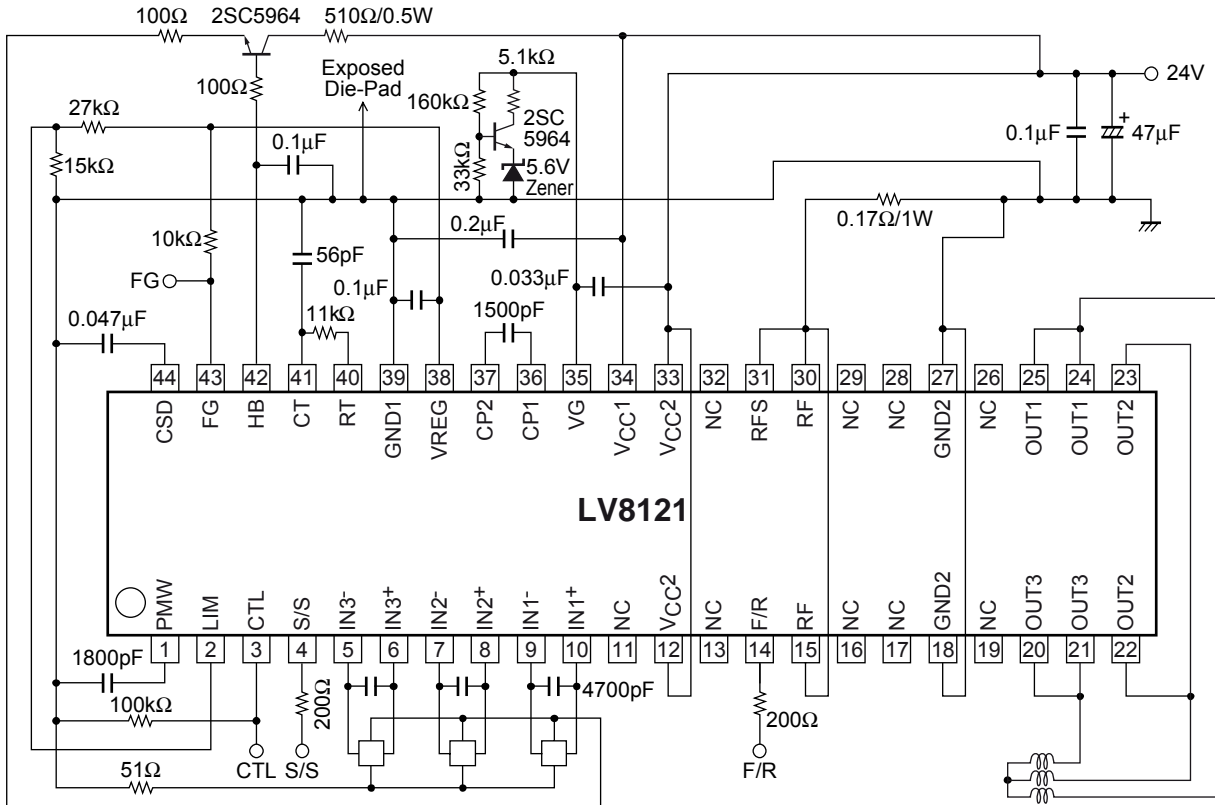 100Ω 2SC5964 510Ω/0.5W
Exposed
Die-Pad
5.1kΩ
24V
100Ω
160kΩ
27kΩ
2SC
5964
0.1μF
0.1μF
+
47μF
15kΩ
33kΩ
5.6V
Zener
0.17Ω/1W
0.2μF
10kΩ
56pF
FG
0.1μF
0.033μF
11kΩ
1500pF
0.047μF
44 43 42 41 40 39 38 37 36 35 34 33 32 31 30 29 28 27 26 25 24 23
CSD FG HB CT RT GND1 VREG CP2 CP1 VG VCC1 VCC2 NC RFS RF NC NC GND2 NC OUT1 OUT1 OUT2
LV8121
PMW LIM CTL S/S IN3- IN3+ IN2- IN2+ IN1- IN1+ NC VCC2 NC F/R RF NC NC GND2 NC OUT3 OUT3 OUT2
1 2 3 4 5 6 7 8 9 10 11 12 13 14 15 16 17 18 19 20 21 22
1800pF
4700pF
100kΩ
200Ω
200Ω
51Ω
CTL S/S
F/R